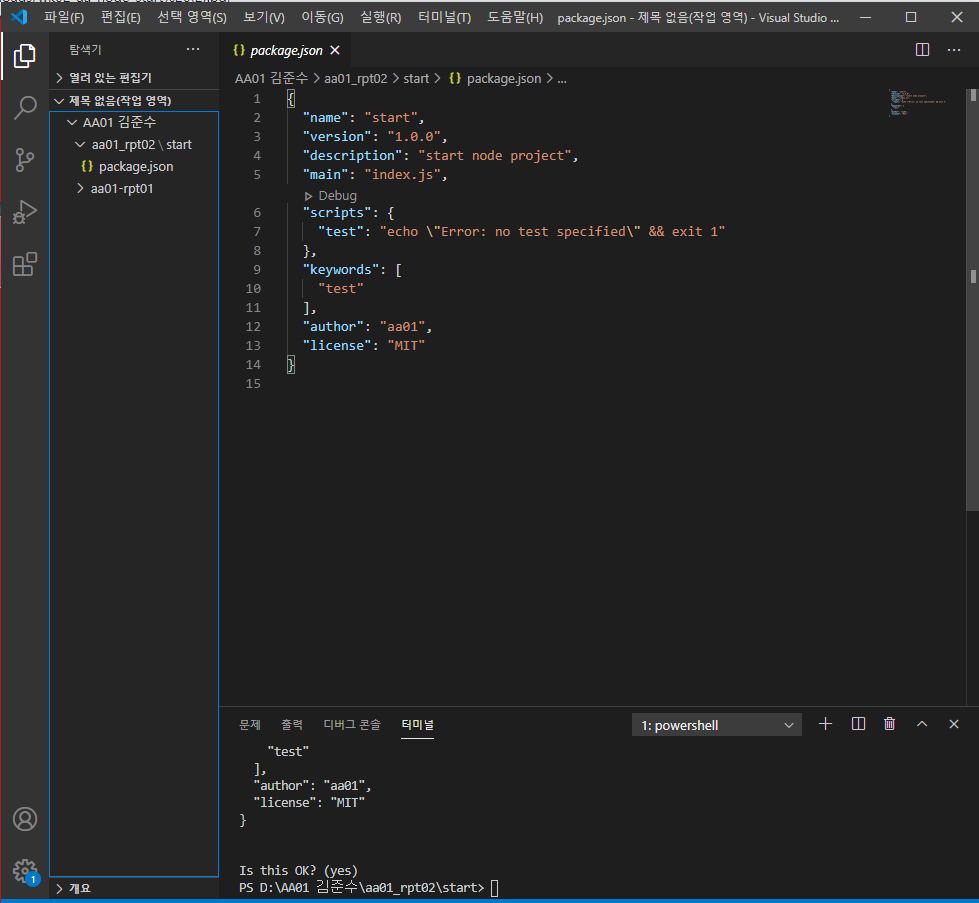 파일(F) 편집(E) 선택 영역(S) 보기(V) 이동(G) 실행(R) 터미널(T) 도움말(H) package.json - 제목 없음(작업 영역) - Visual Studio ...
탐색기
package.json
열려 있는 편집기
제목 없음(작업 영역)
AA01 김준수
aa01_rpt02 \ start
{} package.json
aa01-rpt01
개요
1
AA01 김준수 > aa01_rpt02 > start > {} package.json > ...
1 {
2 "name": "start",
3 "version": "1.0.0",
4 "description": "start node project",
5 "main": "index.js",
Debug
6 "scripts": {
7 "test": "echo \"Error: no test specified\" && exit 1"
8 },
9 "keywords": [
10 "test"
11 ],
12 "author": "aa01",
13 "license": "MIT"
14 }
15
문제 출력 디버그 콘솔 터미널 1: powershell
"test"
],
"author": "aa01",
"license": "MIT"
}
Is this OK? (yes)
PS D:\AA01 김준수\aa01_rpt02\start>